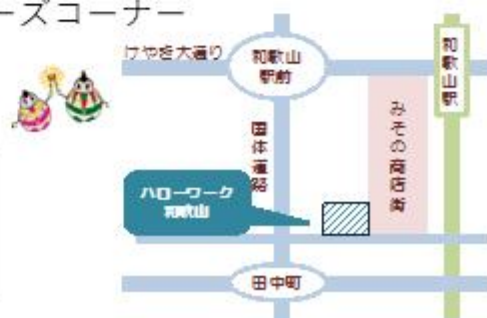 ーズコーナー
けやき大通り
和歌山
駅前
和歌山駅
国体道路
みその商店街
ハローワーク
和歌山
田中町